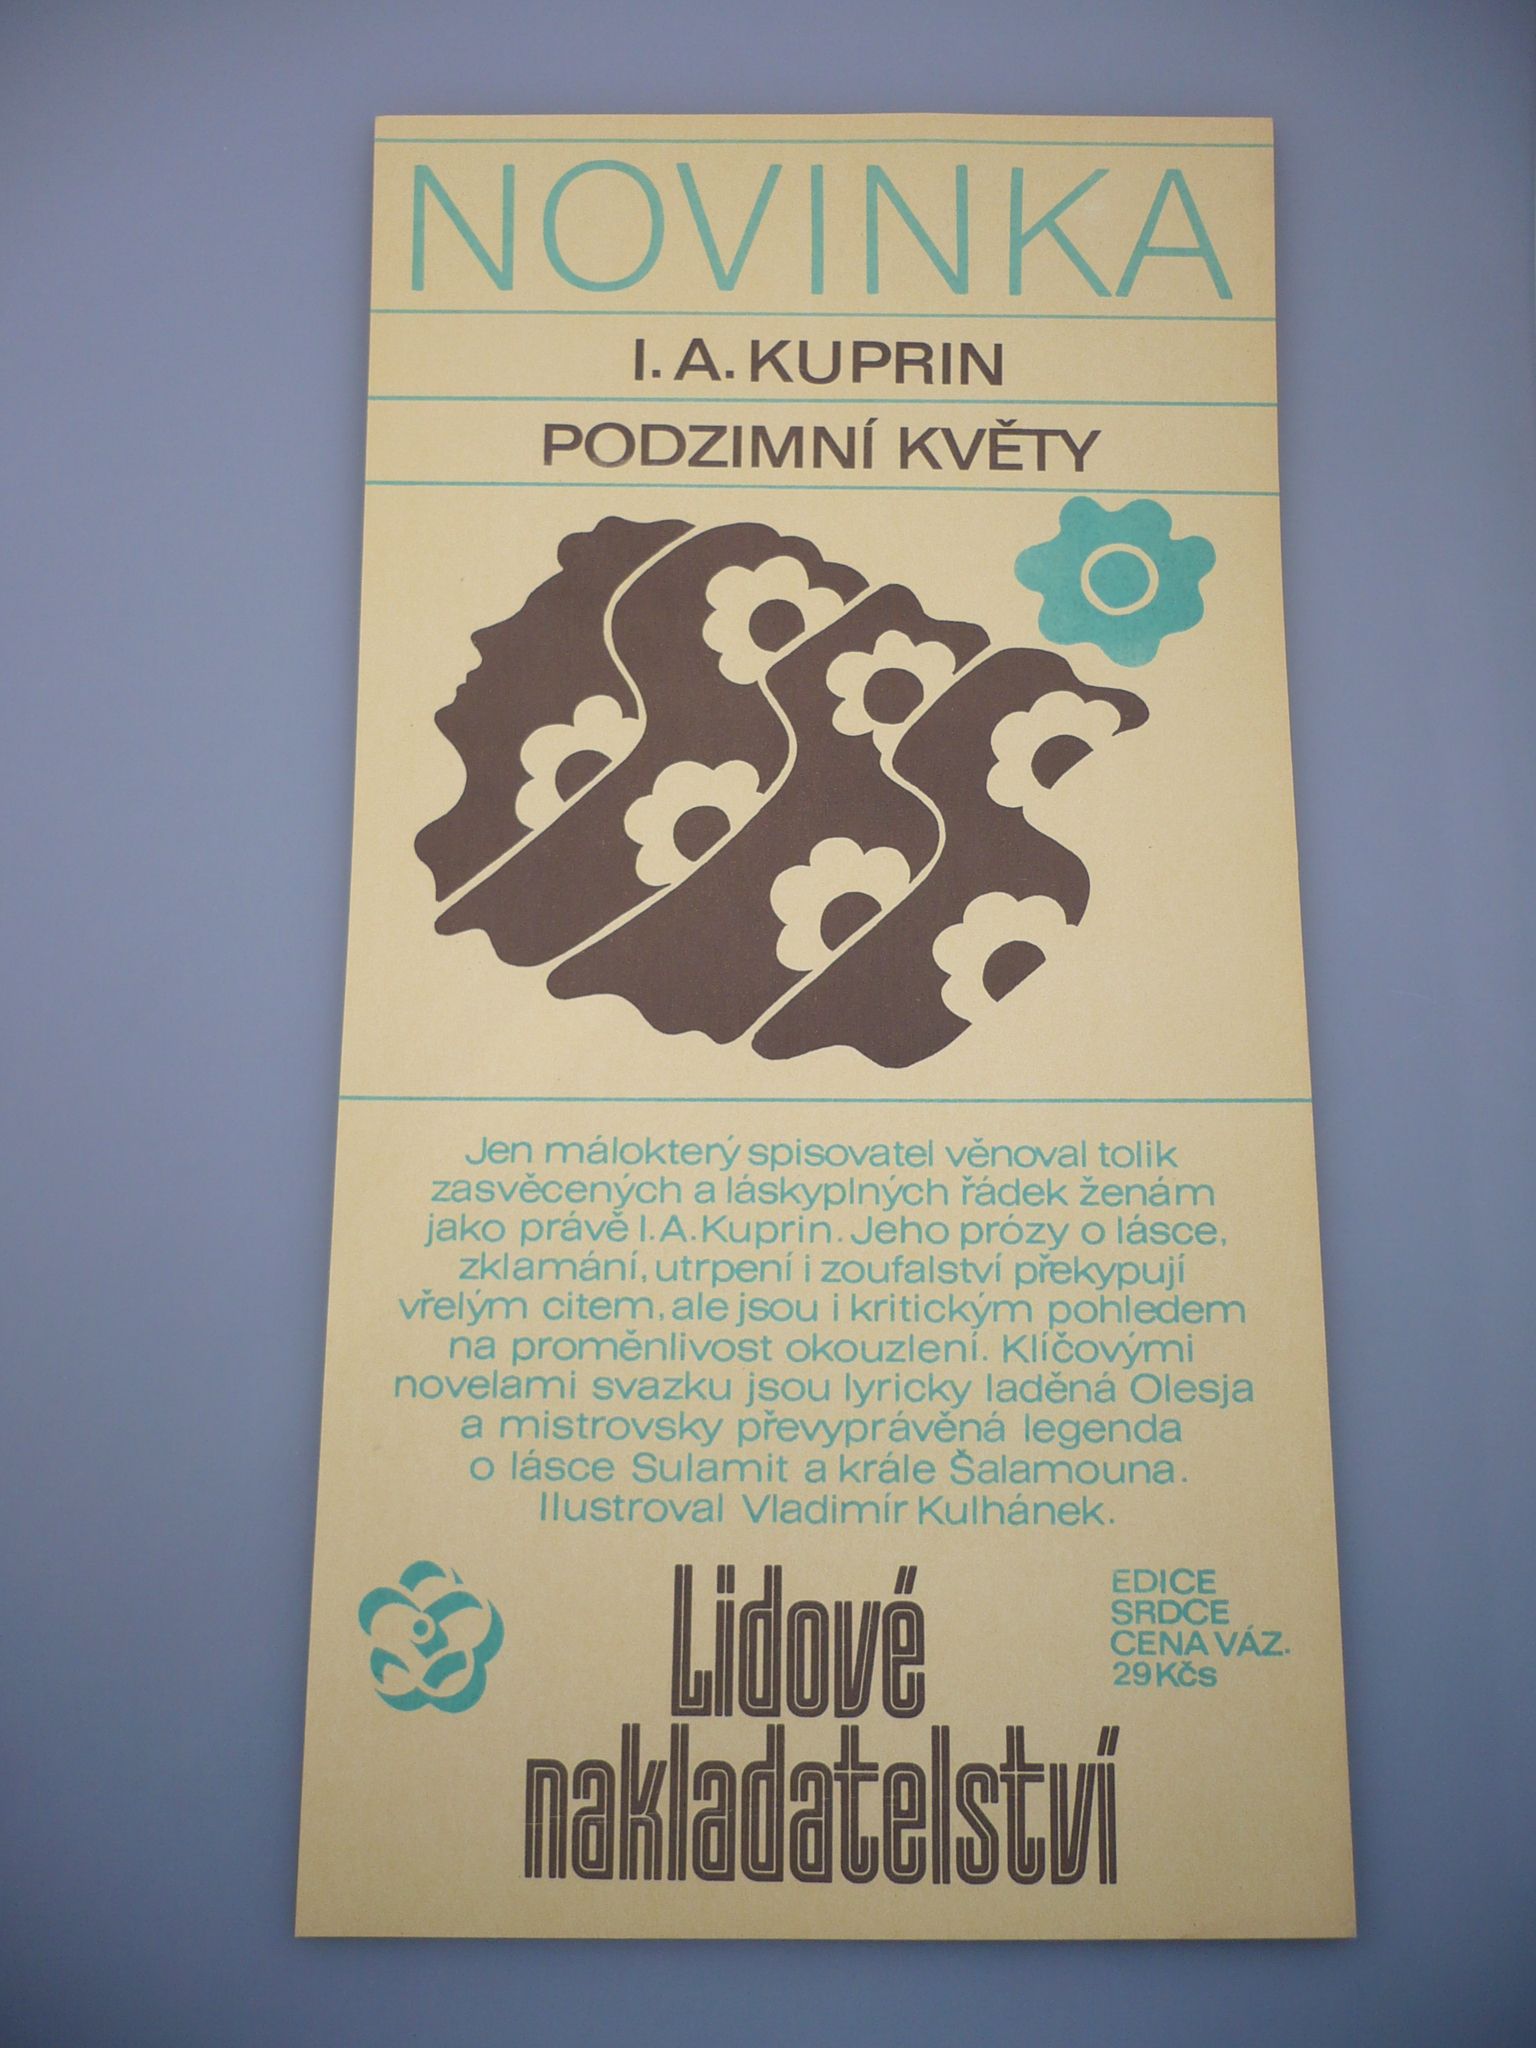 NOVINKA
I. A. KUPRIN
PODZIMNÍ KVĚTY
Jen málokterý spisovatel věnoval tolik
zasvěcených a láskyplných řádek ženám
jako právě I. A. Kuprin. Jeho prózy o lásce,
zklamání, utrpení i zoufalství překypují
vřelým citem, ale jsou i kritickým pohledem
na proměnlivost okouzlení. Klíčovými
novelami svazku jsou lyricky laděná Olesja
a mistrovsky převyprávěná legenda
o lásce Sulamit a krále Šalamouna.
Ilustroval Vladimír Kulhánek.
EDICE
SRDCE
CENA VÁZ.
29 Kčs
Lidové
nakladatelství